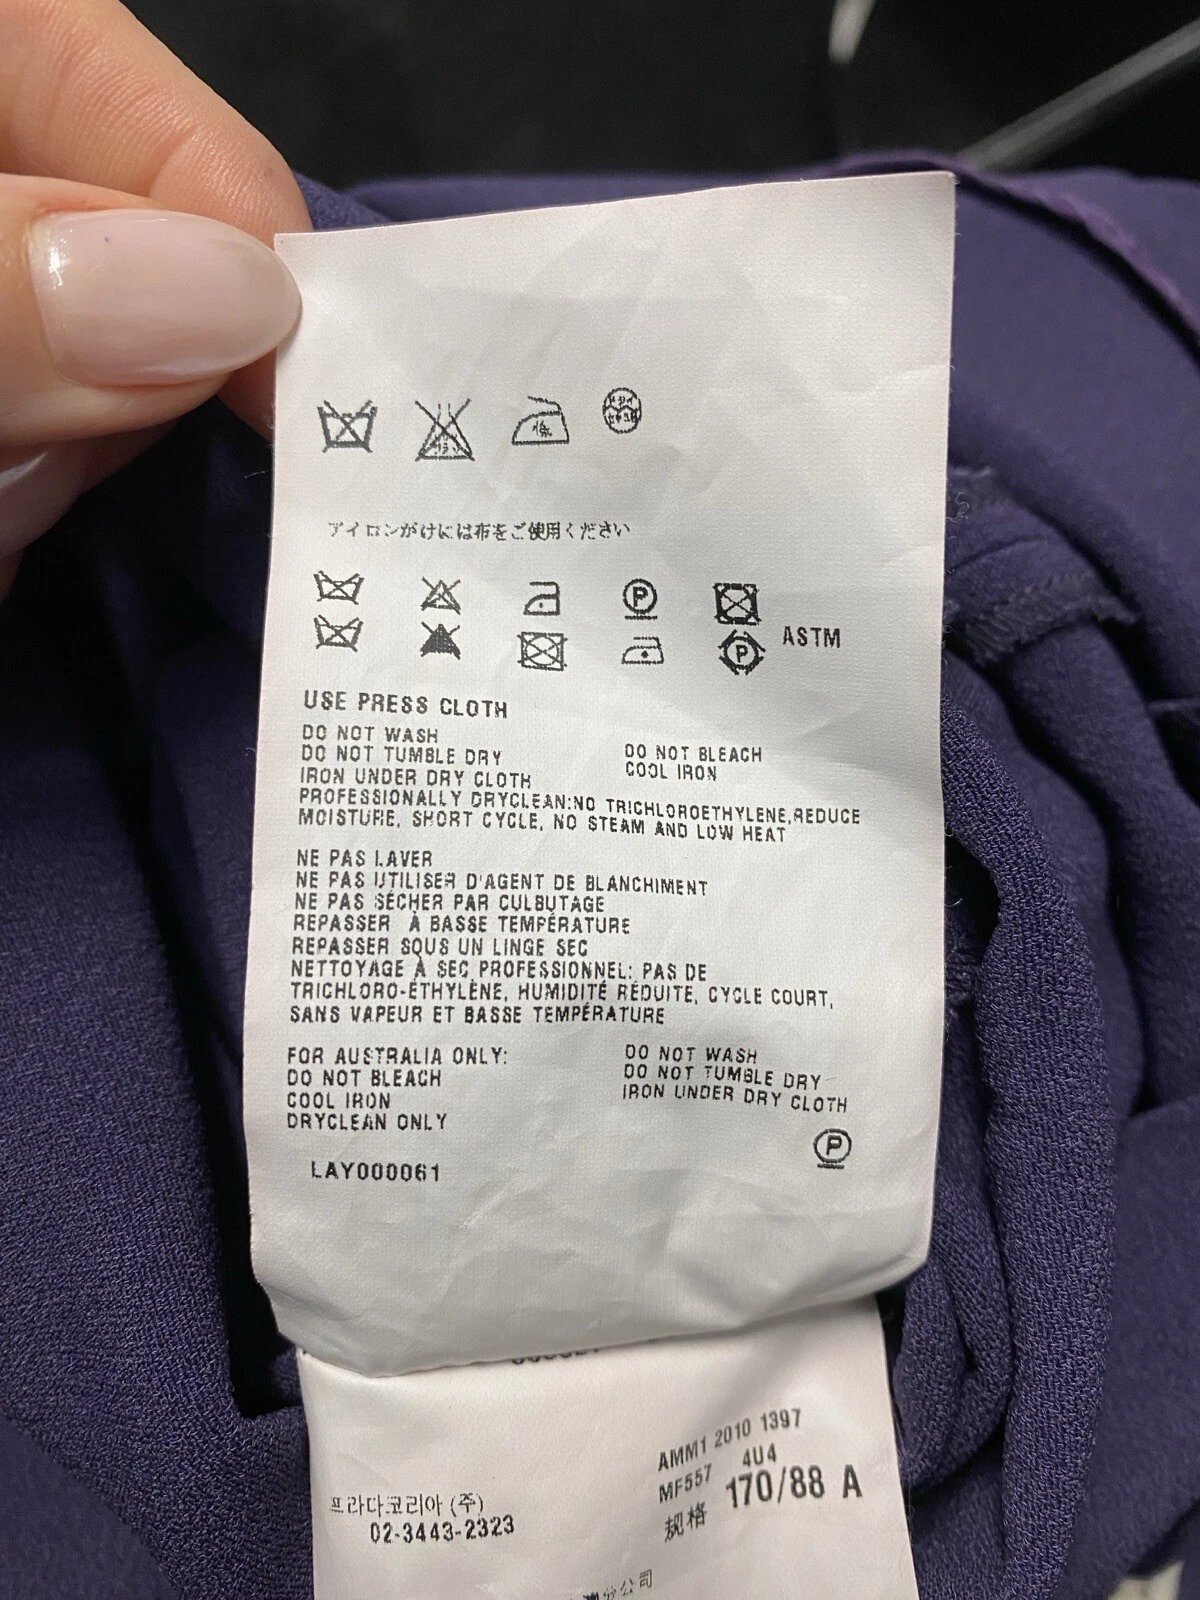 アイロンがけには布をご使用ください
P
P
ASTM
USE PRESS CLOTH
DO NOT WASH
DO NOT TUMBLE DRY
DO NOT BLEACH
IRON UNDER DRY CLOTH
COOL IRON
PROFESSIONALLY DRYCLEAN:NO TRICHLOROETHYLENE,REDUCE
MOISTURE, SHORT CYCLE, NO STEAM AND LOW HEAT
NE PAS LAVER
NE PAS UTILISER D'AGENT DE BLANCHIMENT
NE PAS SÉCHER PAR CULBUTAGE
REPASSER À BASSE TEMPÉRATURE
REPASSER SOUS UN LINGE SEC
NETTOYAGE À SEC PROFESSIONNEL: PAS DE
TRICHLORO-ÉTHYLÈNE, HUMIDITÉ RÉDUITE, CYCLE COURT,
SANS VAPEUR ET BASSE TEMPÉRATURE
FOR AUSTRALIA ONLY:
DO NOT BLEACH
COOL IRON
DRYCLEAN ONLY
DO NOT WASH
DO NOT TUMBLE DRY
IRON UNDER DRY CLOTH
P
LAY000061
AMM1 2010 1397
MF557 4U4
规格 170/88 A
프라다코리아 (주)
02-3443-2323
分公司